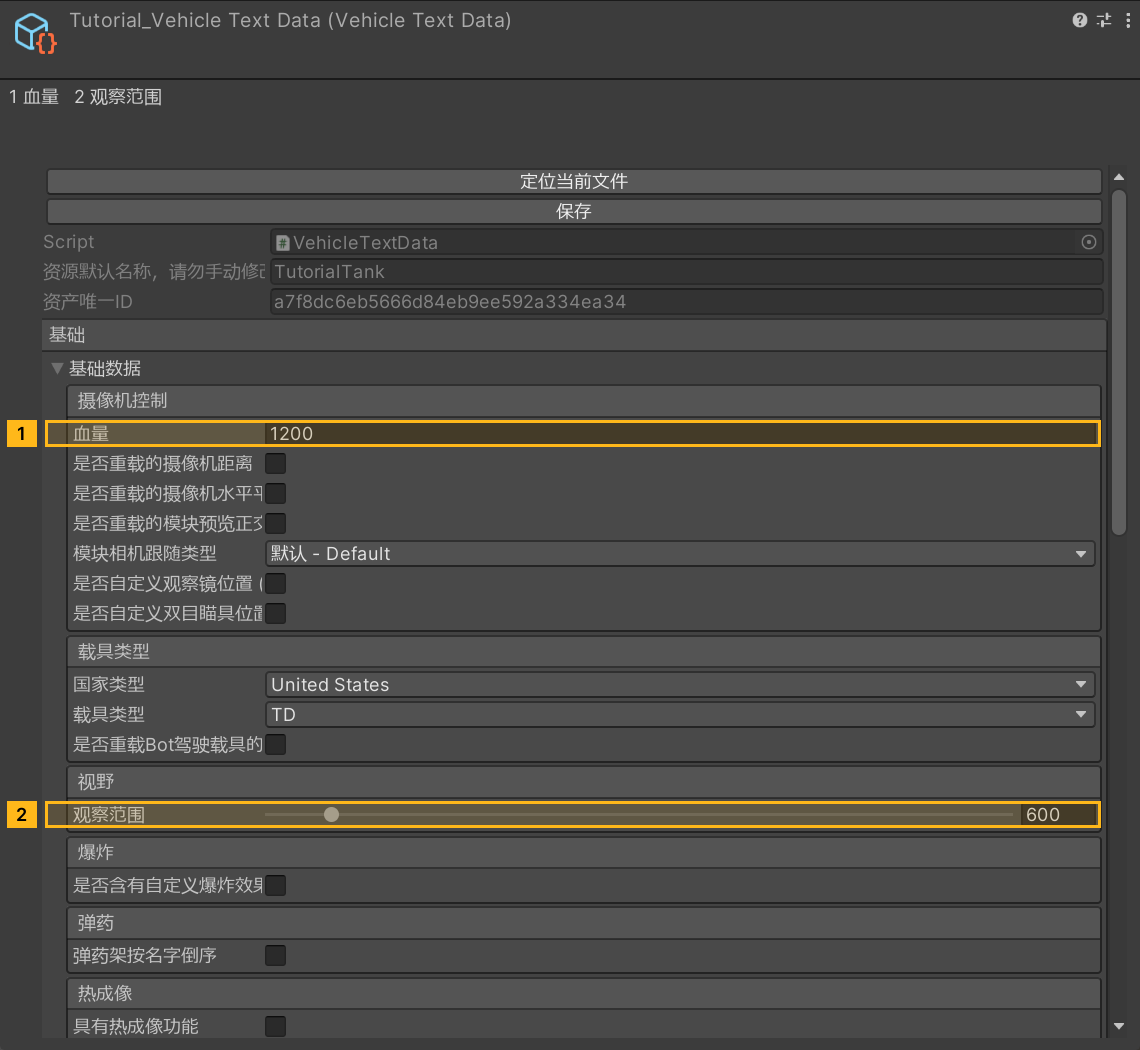 Tutorial_Vehicle Text Data (Vehicle Text Data)
1 血量 2 观察范围
定位当前文件
保存
Script # VehicleTextData
资源默认名称，请勿手动修改 TutorialTank
资产唯一ID a7f8dc6eb5666d84eb9ee592a334ea34
基础
基础数据
摄像机控制
1 血量 1200
是否重载的摄像机距离
是否重载的摄像机水平
是否重载的模块预览正交
模块相机跟随类型 默认 - Default
是否自定义观察镜位置 (
是否自定义双目瞄具位置
载具类型
国家类型 United States
载具类型 TD
是否重载Bot驾驶载具的
视野
2 观察范围 600
爆炸
是否含有自定义爆炸效果
弹药
弹药架按名字倒序
热成像
具有热成像功能